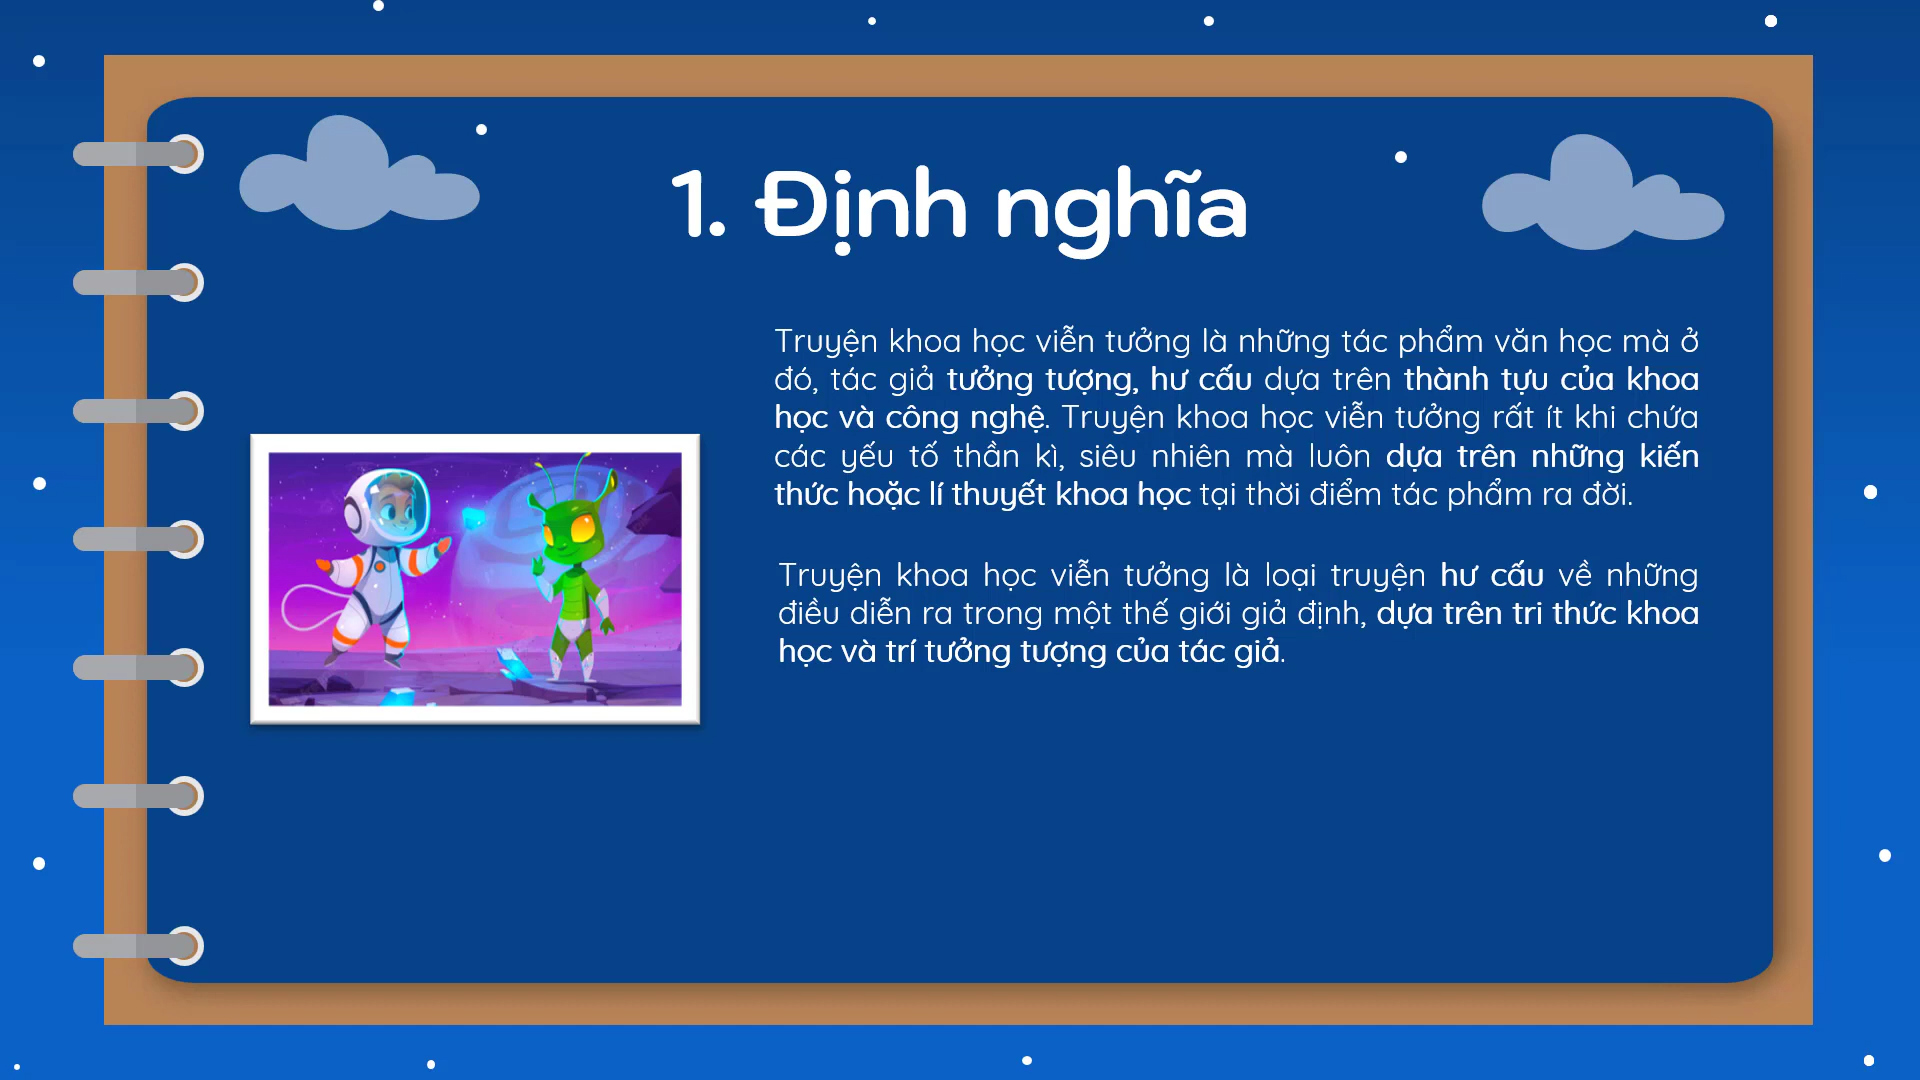 1. Định nghĩa
Truyện khoa học viễn tưởng là những tác phẩm văn học mà ở
đó, tác giả tưởng tượng, hư cấu dựa trên thành tựu của khoa
học và công nghệ. Truyện khoa học viễn tưởng rất ít khi chứa
các yếu tố thần kì, siêu nhiên mà luôn dựa trên những kiến
thức hoặc lí thuyết khoa học tại thời điểm tác phẩm ra đời.
Truyện khoa học viễn tưởng là loại truyện hư cấu về những
điều diễn ra trong một thế giới giả định, dựa trên tri thức khoa
học và trí tưởng tượng của tác giả.